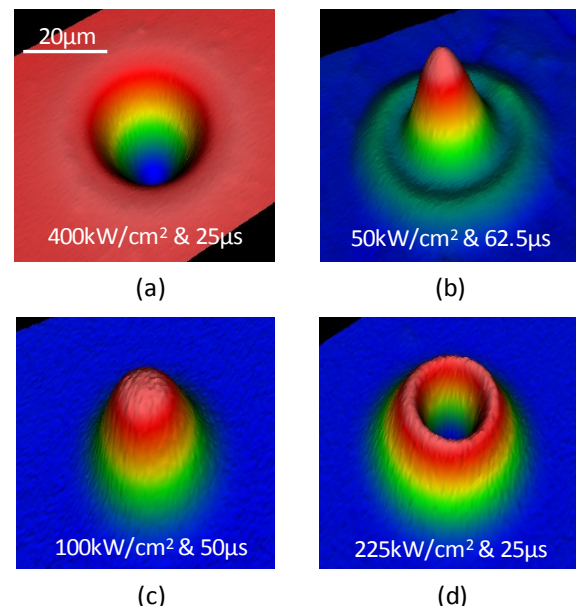 20μm
400kW/cm² & 25μs
50kW/cm² & 62.5μs
(a)
(b)
100kW/cm² & 50μs
225kW/cm² & 25μs
(c)
(d)